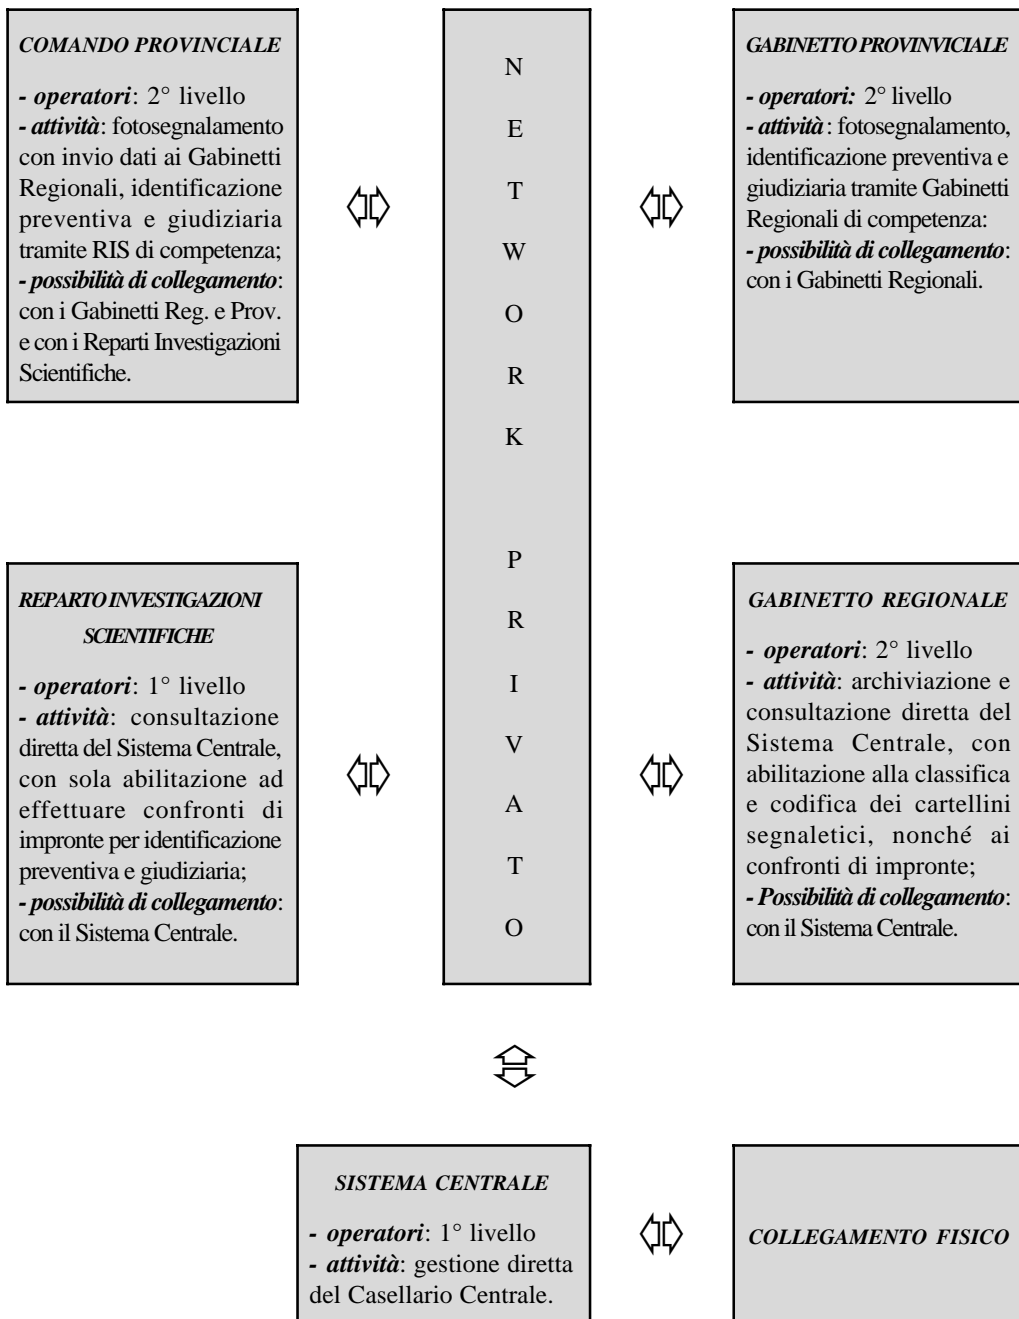 COMANDO PROVINCIALE
- operatori: 2° livello
- attività: fotosegnalamento
con invio dati ai Gabinetti
Regionali, identificazione
preventiva e giudiziaria
tramite RIS di competenza;
- possibilità di collegamento:
con i Gabinetti Reg. e Prov.
e con i Reparti Investigazioni
Scientifiche.
N
E
T
W
O
R
K
P
R
I
V
A
T
O
GABINETTO PROVINVICIALE
- operatori: 2° livello
- attività: fotosegnalamento,
identificazione preventiva e
giudiziaria tramite Gabinetti
Regionali di competenza:
- possibilità di collegamento:
con i Gabinetti Regionali.
REPARTO INVESTIGAZIONI
SCIENTIFICHE
- operatori: 1° livello
- attività: consultazione
diretta del Sistema Centrale,
con sola abilitazione ad
effettuare confronti di
impronte per identificazione
preventiva e giudiziaria;
- possibilità di collegamento:
con il Sistema Centrale.
GABINETTO REGIONALE
- operatori: 2° livello
- attività: archiviazione e
consultazione diretta del
Sistema Centrale, con
abilitazione alla classifica
e codifica dei cartellini
segnaletici, nonché ai
confronti di impronte;
- Possibilità di collegamento:
con il Sistema Centrale.
SISTEMA CENTRALE
- operatori: 1° livello
- attività: gestione diretta
del Casellario Centrale.
COLLEGAMENTO FISICO